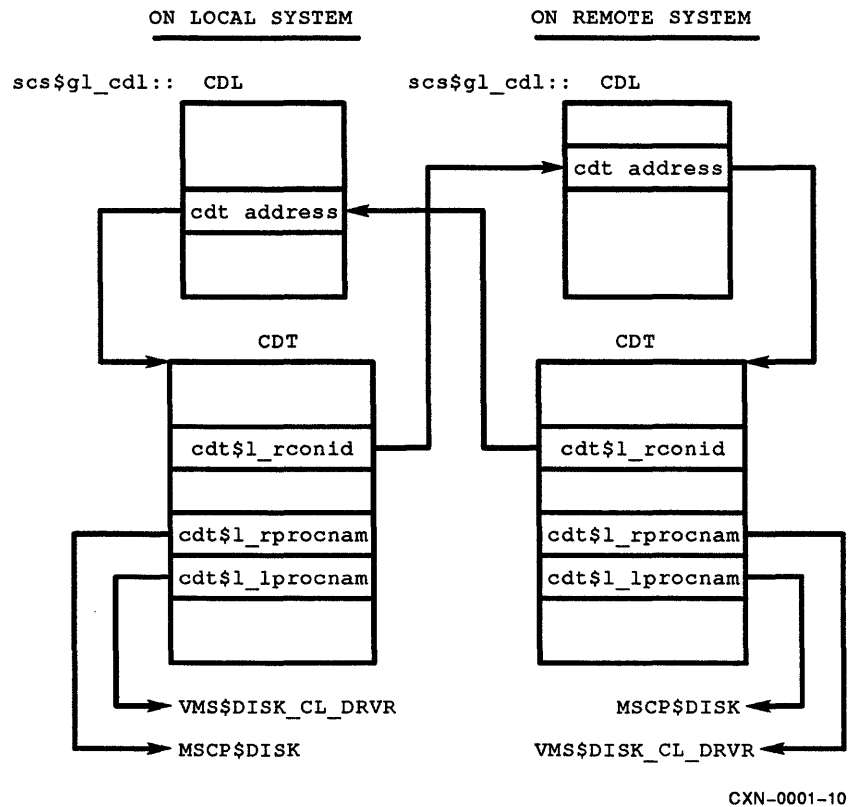 ON LOCAL SYSTEM
ON REMOTE SYSTEM
scs$gl_cdl:: CDL
scs$gl_cdl:: CDL
cdt address
cdt address
CDT
CDT
cdt$l_rconid
cdt$l_rconid
cdt$l_rprocnam
cdt$l_rprocnam
cdt$l_lprocnam
cdt$l_lprocnam
VMS$DISK_CL_DRVR
MSCP$DISK
MSCP$DISK
VMS$DISK_CL_DRVR
CXN-0001-10